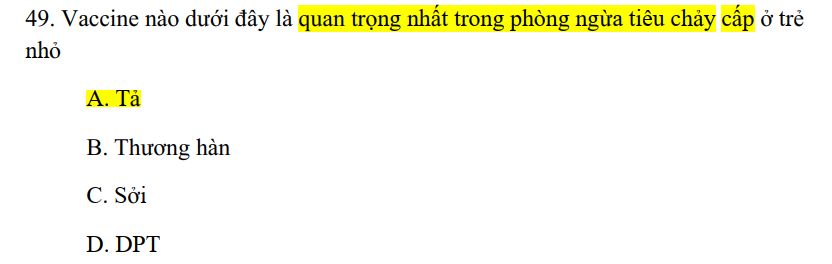 49. Vaccine nào dưới đây là quan trọng nhất trong phòng ngừa tiêu chảy cấp ở trẻ
nhỏ
A. Tả
B. Thương hàn
C. Sởi
D. DPT